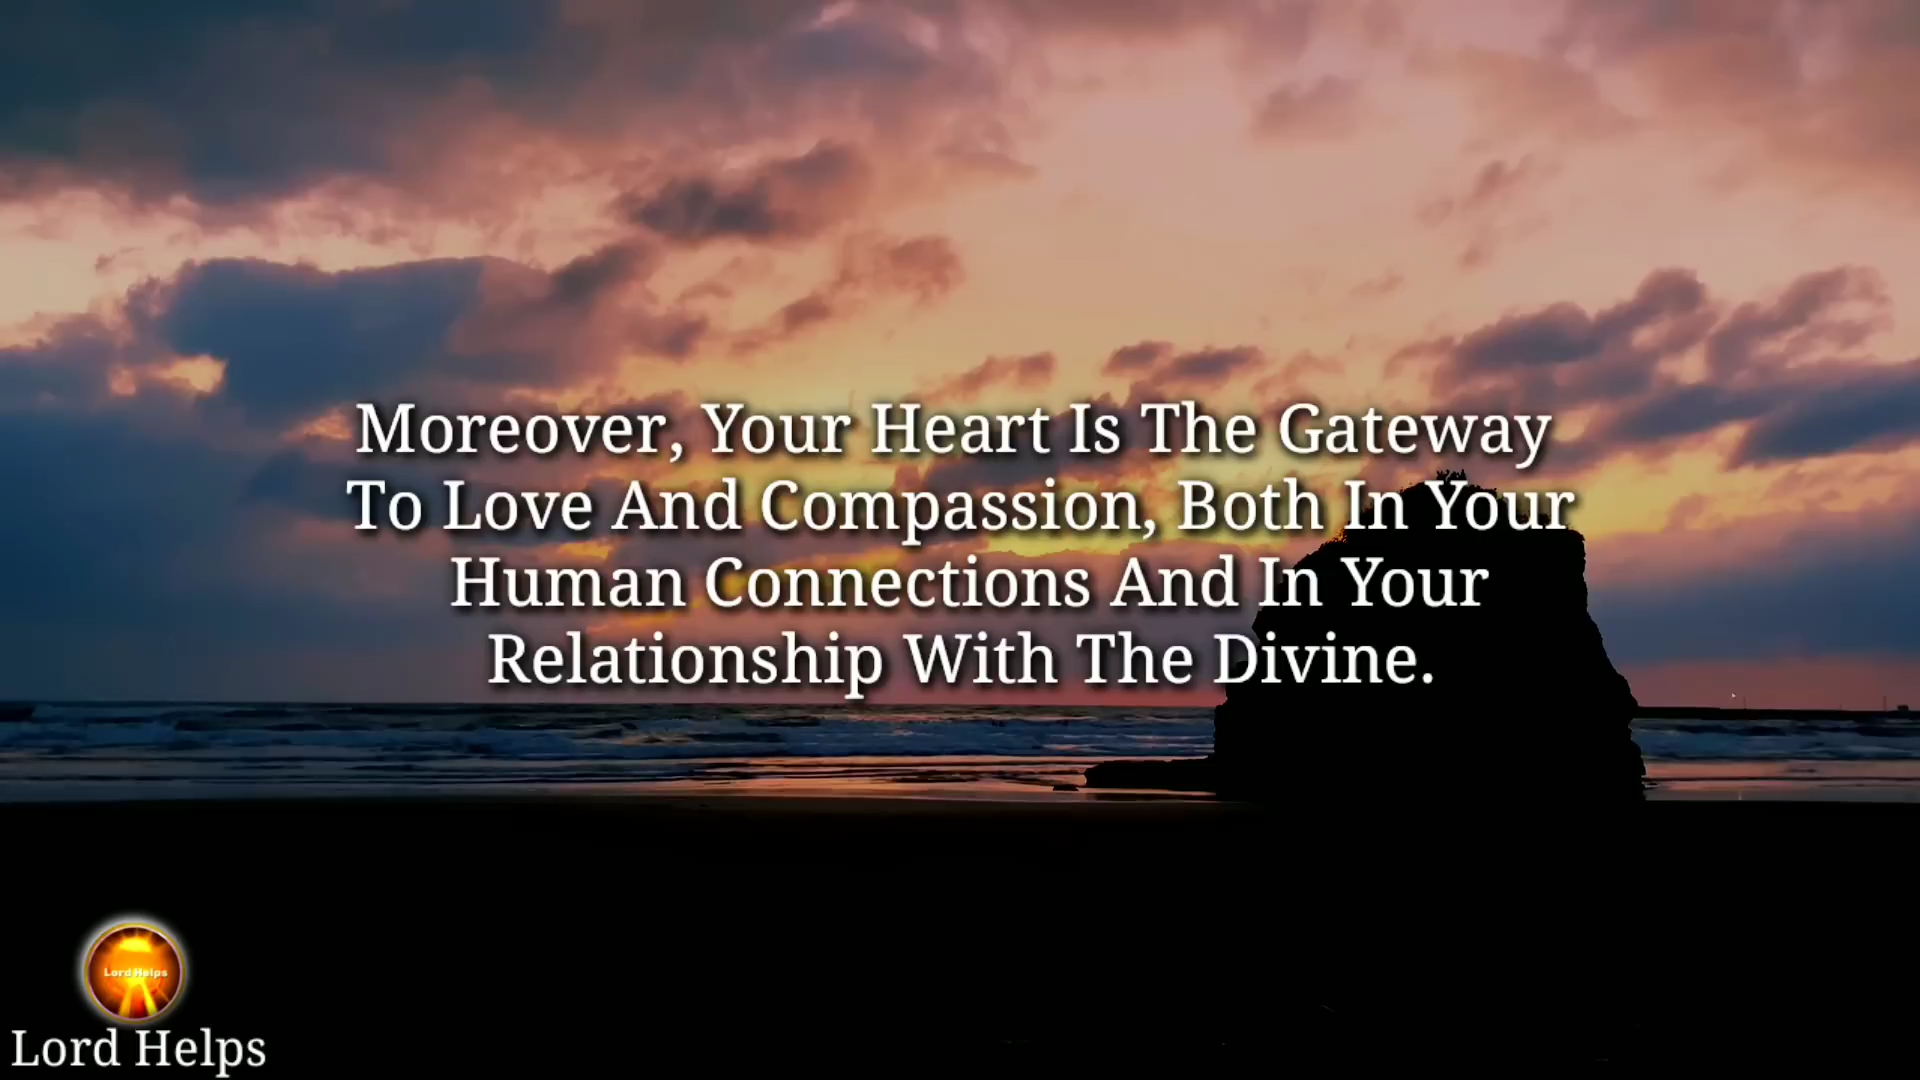 Moreover, Your Heart Is The Gateway
To Love And Compassion, Both In Your
Human Connections And In Your
Relationship With The Divine.
Lord Helps
Lord Helps